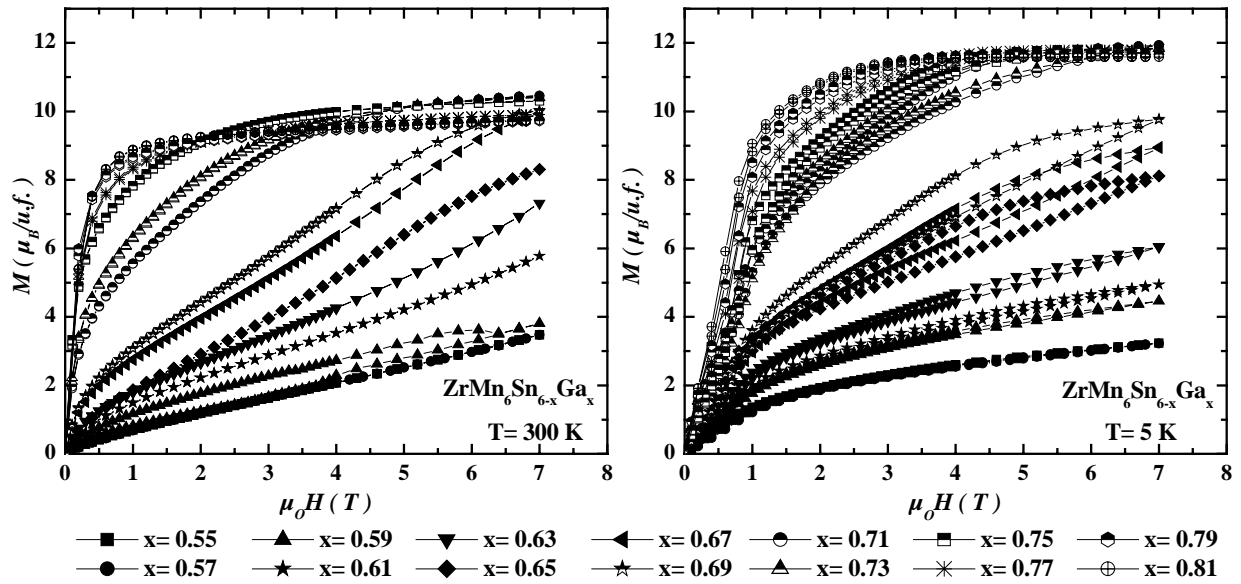 M ( μB/u.f. )
12
10
8
6
4
2
0
ZrMn6Sn6-xGax
T= 300 K
0 1 2 3 4 5 6 7 8
μoH ( T )
M ( μB/u.f. )
12
10
8
6
4
2
0
ZrMn6Sn6-xGax
T= 5 K
0 1 2 3 4 5 6 7 8
μoH ( T )
x= 0.55 x= 0.59 x= 0.63 x= 0.67 x= 0.71 x= 0.75 x= 0.79
x= 0.57 x= 0.61 x= 0.65 x= 0.69 x= 0.73 x= 0.77 x= 0.81